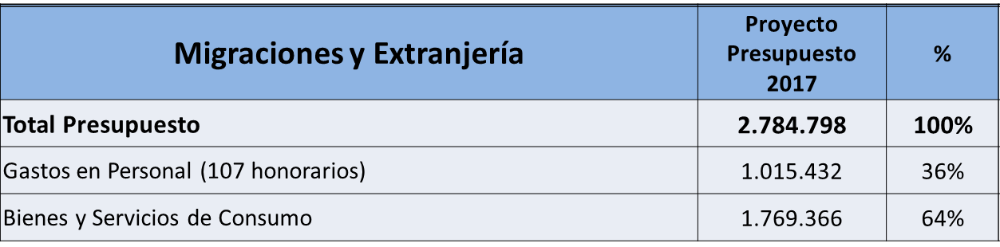 Migraciones y Extranjería
Proyecto
Presupuesto
2017
%
Total Presupuesto 2.784.798 100%
Gastos en Personal (107 honorarios) 1.015.432 36%
Bienes y Servicios de Consumo 1.769.366 64%